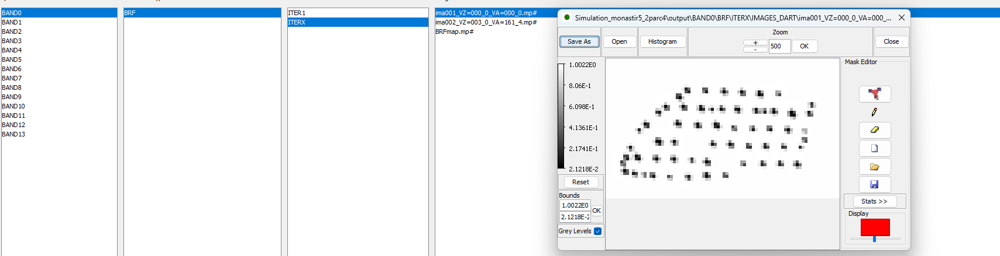 BAND0
BAND1
BAND2
BAND3
BAND4
BAND5
BAND6
BAND7
BAND8
BAND9
BAND10
BAND11
BAND12
BAND13
BRF
ITER1
ITERX
ima001_VZ=000_0_VA=000_0.mp#
ima002_VZ=003_0_VA=161_4.mp#
BRFmap.mp#
Simulation_monastir5_2parc4\output\BAND0\BRF\ITERX\IMAGES_DART\ima001_VZ=000_0_VA=000_...
Save As
Open
Histogram
Zoom
+
-
500
OK
Close
1.0022E0
8.06E-1
6.098E-1
4.1361E-1
2.1741E-1
2.1218E-2
Reset
Bounds
1.0022E0
2.1218E-2
OK
Grey Levels
Mask Editor
Stats >>
Display